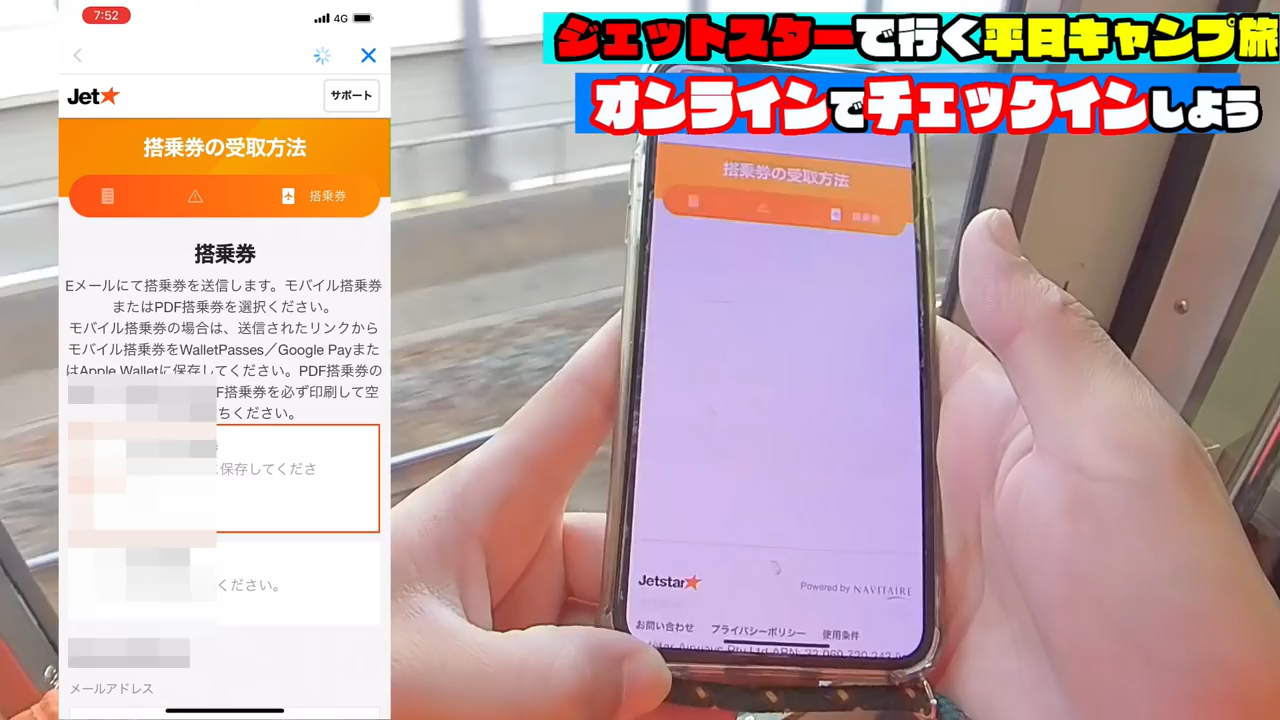 7:52
4G
Jet
サポート
搭乗券の受取方法
搭乗券
搭乗券
Eメールにて搭乗券を送信します。モバイル搭乗券
またはPDF搭乗券を選択ください。
モバイル搭乗券の場合は、送信されたリンクから
モバイル搭乗券をWalletPasses／Google Payまた
はApple Walletに保存してください。PDF搭乗券の
F搭乗券を必ず印刷して空
ちください。
に保存してくださ
ください。
メールアドレス
ジェットスターで行く平日キャンプ旅
オンラインでチェックインしよう
搭乗券の受取方法
搭乗券
Jetstar
Powered by NAVITAIRE
お問い合わせ プライバシーポリシー 使用条件
Jetstar Airways Pty Ltd ABN: 33 069 720 243